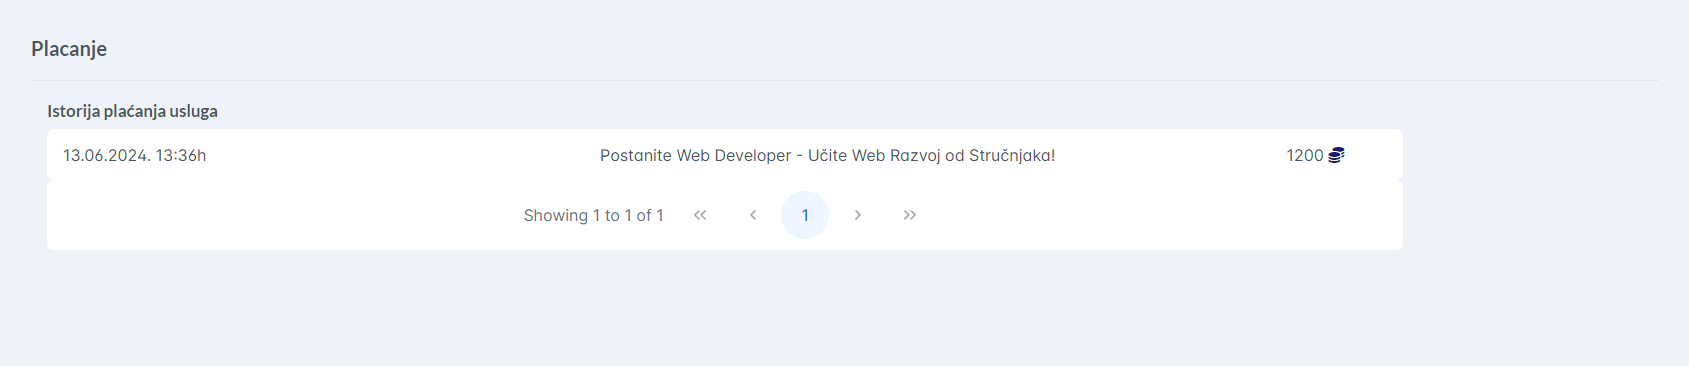 Placanje
Istorija plaćanja usluga
13.06.2024. 13:36h Postanite Web Developer - Učite Web Razvoj od Stručnjaka! 1200
Showing 1 to 1 of 1 « ‹ 1 › »